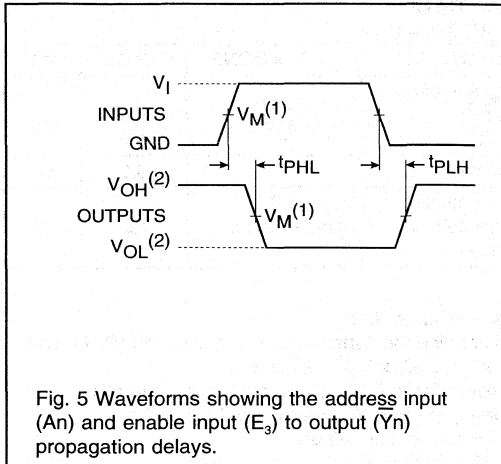 V_I
INPUTS V_M(1)
GND
t_PHL t_PLH
V_OH(2)
OUTPUTS V_M(1)
V_OL(2)
Fig. 5 Waveforms showing the address input
(An) and enable input (E₃) to output (Y̅n)
propagation delays.